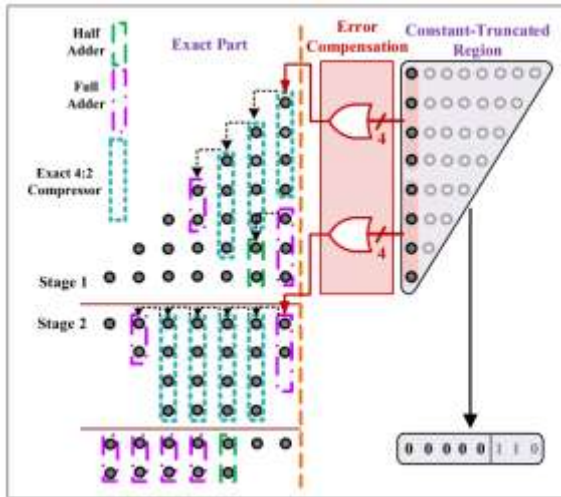 Half
Adder
Full
Adder
Exact 4:2
Compressor
Exact Part
Error
Compensation
Constant-Truncated
Region
4
4
Stage 1
Stage 2
0 0 0 0 0 1 1 0